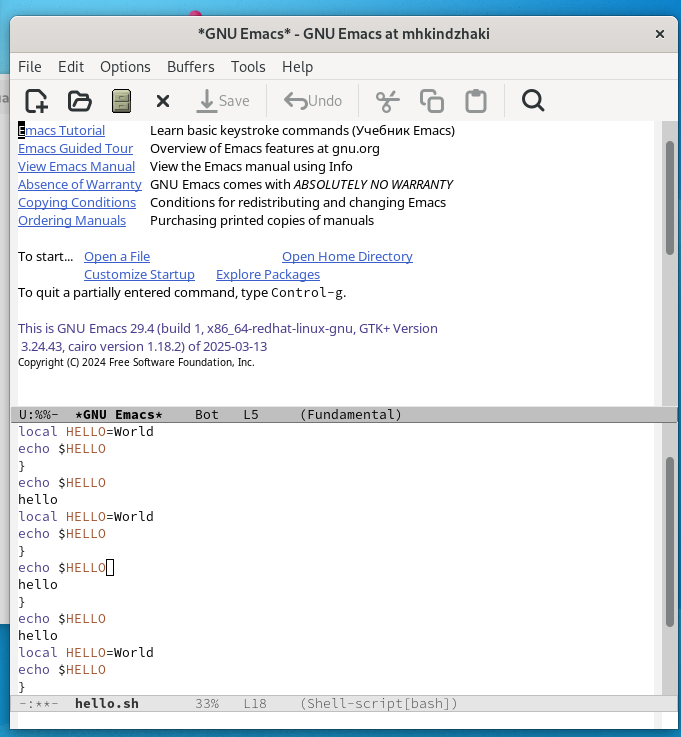 *GNU Emacs* - GNU Emacs at mhkindzhaki ×
File Edit Options Buffers Tools Help
Save Undo
Emacs Tutorial Learn basic keystroke commands (Учебник Emacs)
Emacs Guided Tour Overview of Emacs features at gnu.org
View Emacs Manual View the Emacs manual using Info
Absence of Warranty GNU Emacs comes with ABSOLUTELY NO WARRANTY
Copying Conditions Conditions for redistributing and changing Emacs
Ordering Manuals Purchasing printed copies of manuals
To start... Open a File Open Home Directory
Customize Startup Explore Packages
To quit a partially entered command, type Control-g.
This is GNU Emacs 29.4 (build 1, x86_64-redhat-linux-gnu, GTK+ Version
3.24.43, cairo version 1.18.2) of 2025-03-13
Copyright (C) 2024 Free Software Foundation, Inc.
U:%%- *GNU Emacs* Bot L5 (Fundamental)
local HELLO=World
echo $HELLO
}
echo $HELLO
hello
local HELLO=World
echo $HELLO
}
echo $HELLO
hello
}
echo $HELLO
hello
local HELLO=World
echo $HELLO
}
-:**- hello.sh 33% L18 (Shell-script[bash])